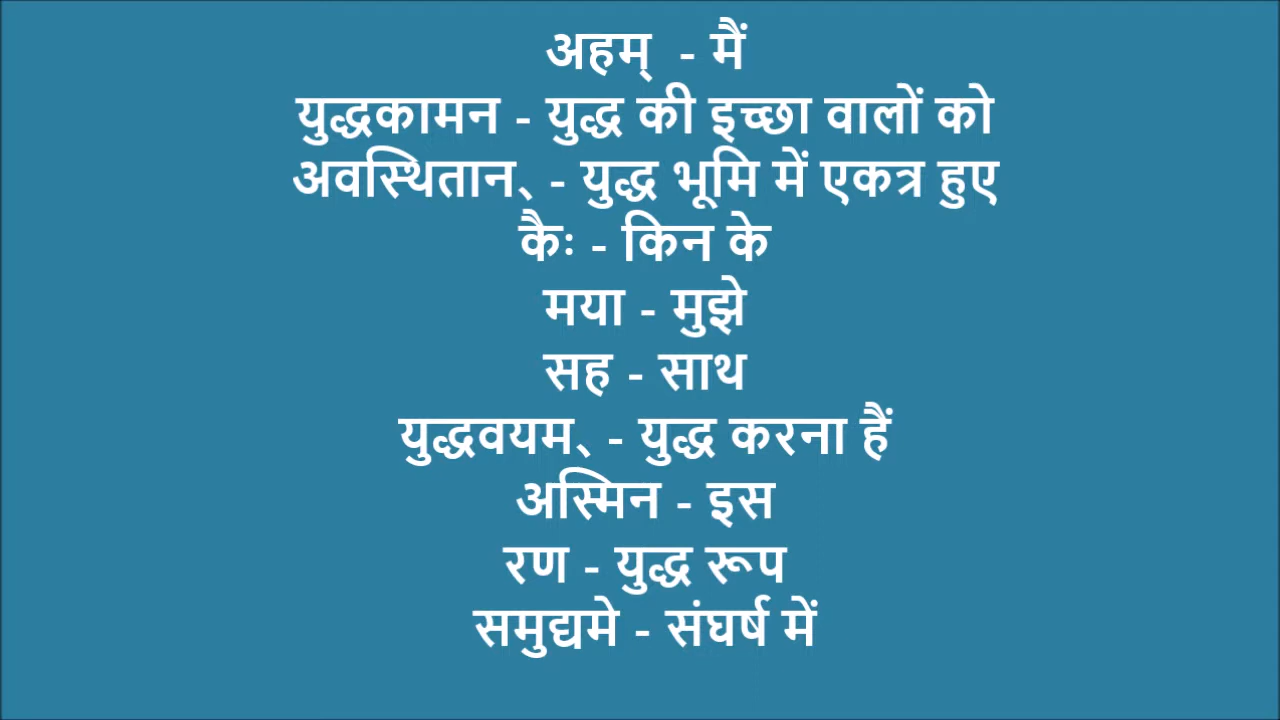 अहम् - मैं
युद्धकामन - युद्ध की इच्छा वालों को
अवस्थितान、 - युद्ध भूमि में एकत्र हुए
कैः - किन के
मया - मुझे
सह - साथ
युद्धवयम、 - युद्ध करना हैं
अस्मिन - इस
रण - युद्ध रूप
समुद्यमे - संघर्ष में